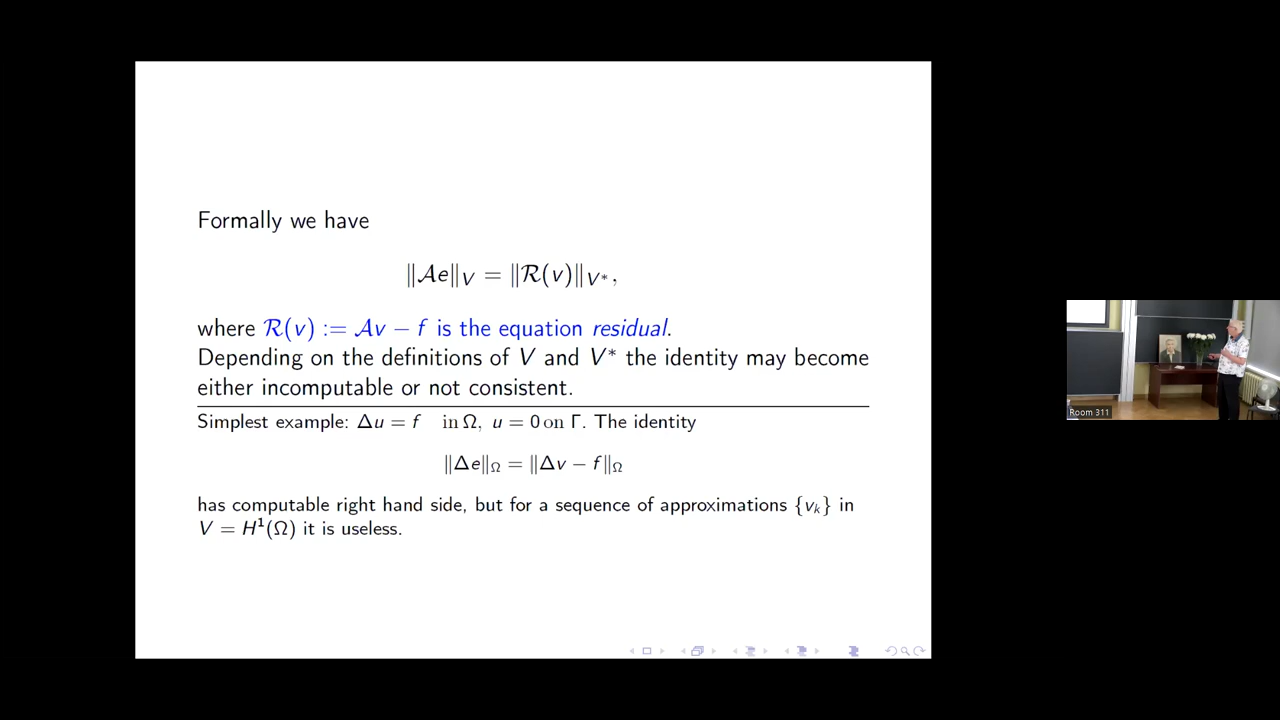 Formally we have
‖𝒜e‖_V = ‖ℛ(v)‖_{V*},
where ℛ(v) := 𝒜v − f is the equation residual.
Depending on the definitions of V and V* the identity may become
either incomputable or not consistent.
Simplest example: Δu = f in Ω, u = 0 on Γ. The identity
‖Δe‖_Ω = ‖Δv − f‖_Ω
has computable right hand side, but for a sequence of approximations {v_k} in
V = H¹(Ω) it is useless.
Room 311